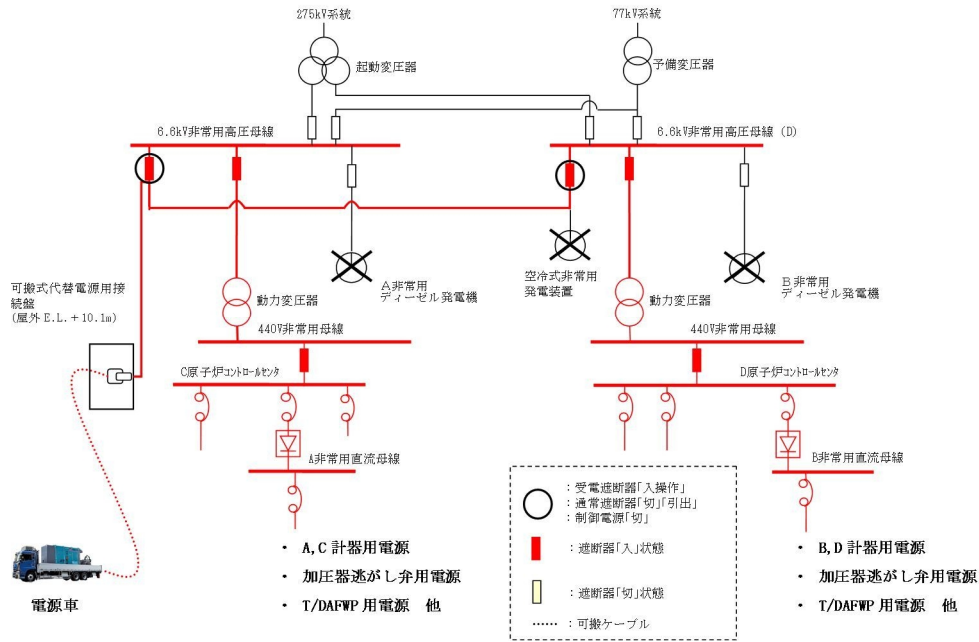 275kV系統
77kV系統
起動変圧器
予備変圧器
6.6kV非常用高圧母線
6.6kV非常用高圧母線 (D)
A非常用
ディーゼル発電機
空冷式非常用
発電装置
B非常用
ディーゼル発電機
可搬式代替電源用接
続盤
(屋外 E.L.+10.1m)
動力変圧器
動力変圧器
440V非常用母線
440V非常用母線
C原子炉コントロールセンタ
D原子炉コントロールセンタ
A非常用直流母線
B非常用直流母線
:受電遮断器「入操作」
:通常遮断器「切」「引出」
:制御電源「切」
:遮断器「入」状態
:遮断器「切」状態
:可搬ケーブル
・ A,C 計器用電源
・ 加圧器逃がし弁用電源
・ T/DAFWP 用電源 他
・ B,D 計器用電源
・ 加圧器逃がし弁用電源
・ T/DAFWP 用電源 他
電源車